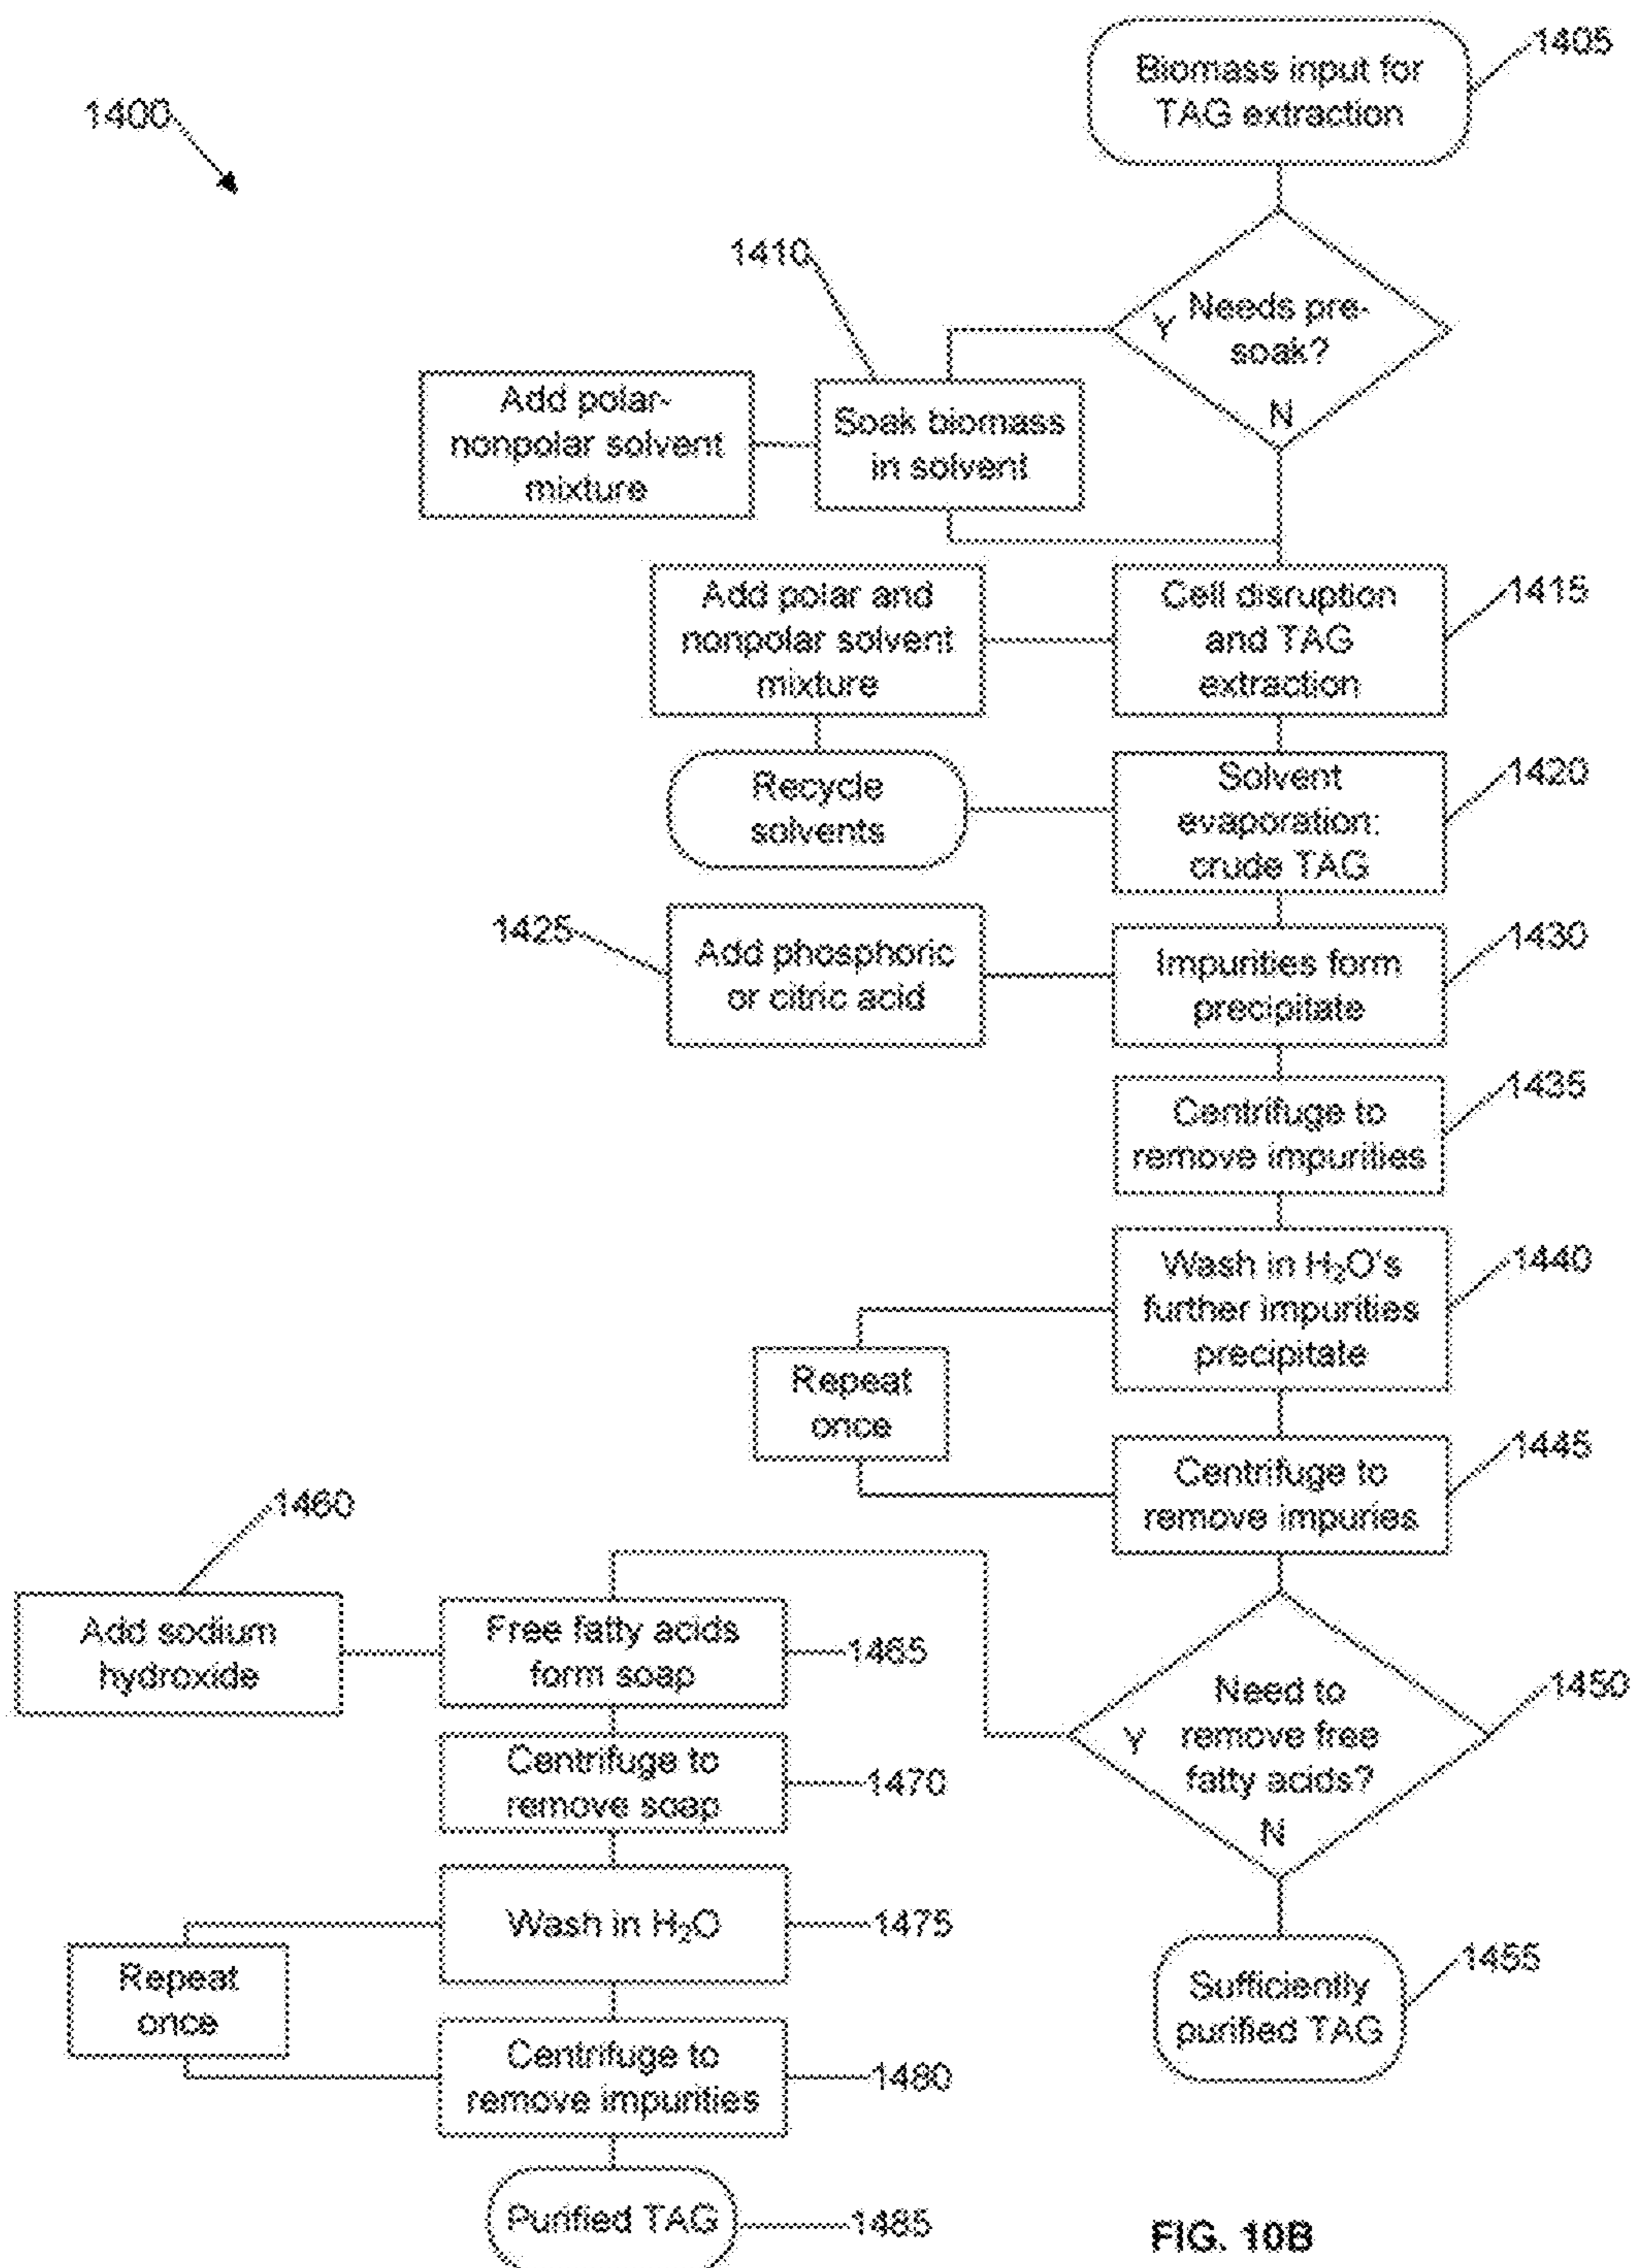 1405
Biomass input for
TAG extraction
1400
1410
Y
Needs pre-
soak?
N
Add polar-
nonpolar solvent
mixture
Soak biomass
in solvent
Add polar and
nonpolar solvent
mixture
Cell disruption
and TAG
extraction
1415
Recycle
solvents
Solvent
evaporation:
crude TAG
1420
1425
Add phosphoric
or citric acid
Impurities form
precipitate
1430
Centrifuge to
remove impurities
1435
Wash in H₂O's
further impurities
precipitate
1440
Repeat
once
Centrifuge to
remove impuries
1445
1460
Add sodium
hydroxide
Free fatty acids
form soap
1465
Y
Need to
remove free
fatty acids?
N
1450
Centrifuge to
remove soap
1470
Wash in H₂O
1475
Repeat
once
Centrifuge to
remove impurities
1480
Sufficiently
purified TAG
1455
Purified TAG
1485
FIG. 10B